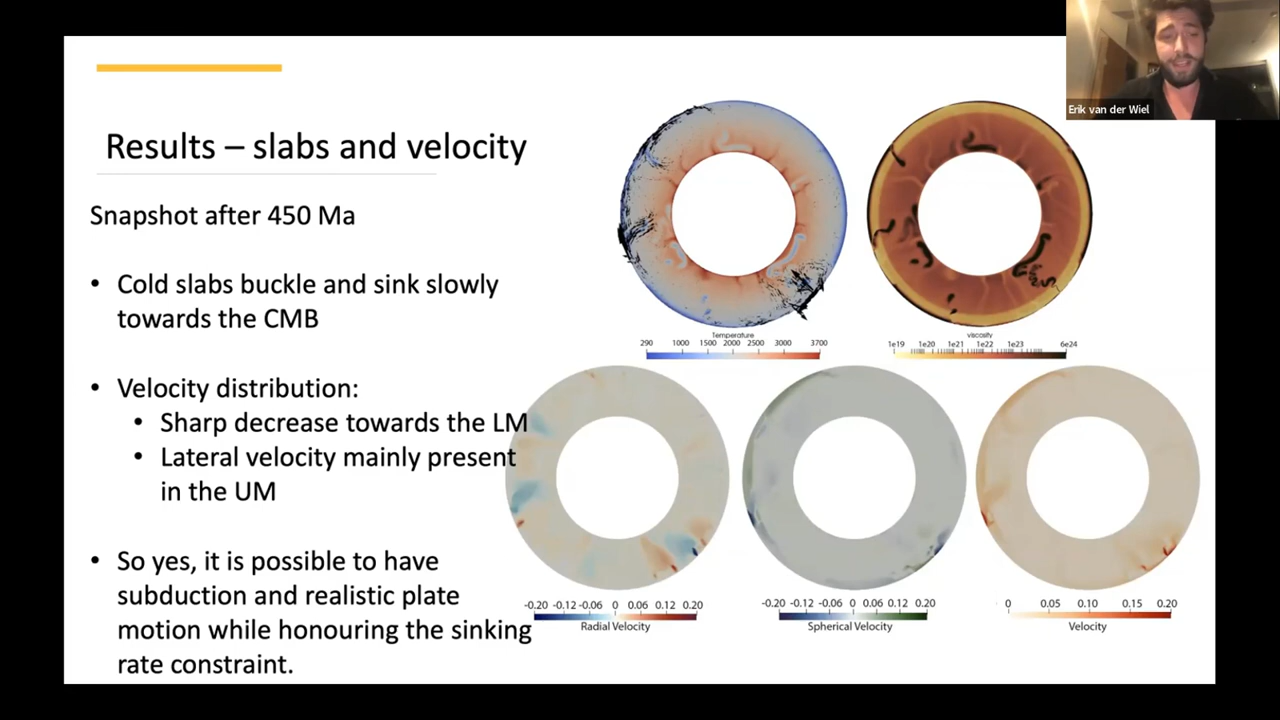 Erik van der Wiel
Results – slabs and velocity
Snapshot after 450 Ma
• Cold slabs buckle and sink slowly
towards the CMB
• Velocity distribution:
• Sharp decrease towards the LM
• Lateral velocity mainly present
in the UM
• So yes, it is possible to have
subduction and realistic plate
motion while honouring the sinking
rate constraint.
Temperature
290 1000 1500 2000 2500 3000 3700
viscosity
1e19 1e20 1e21 1e22 1e23 6e24
-0.20 -0.12 -0.06 0 0.06 0.12 0.20
Radial Velocity
-0.20 -0.12 -0.06 0 0.06 0.12 0.20
Spherical Velocity
0 0.05 0.10 0.15 0.20
Velocity